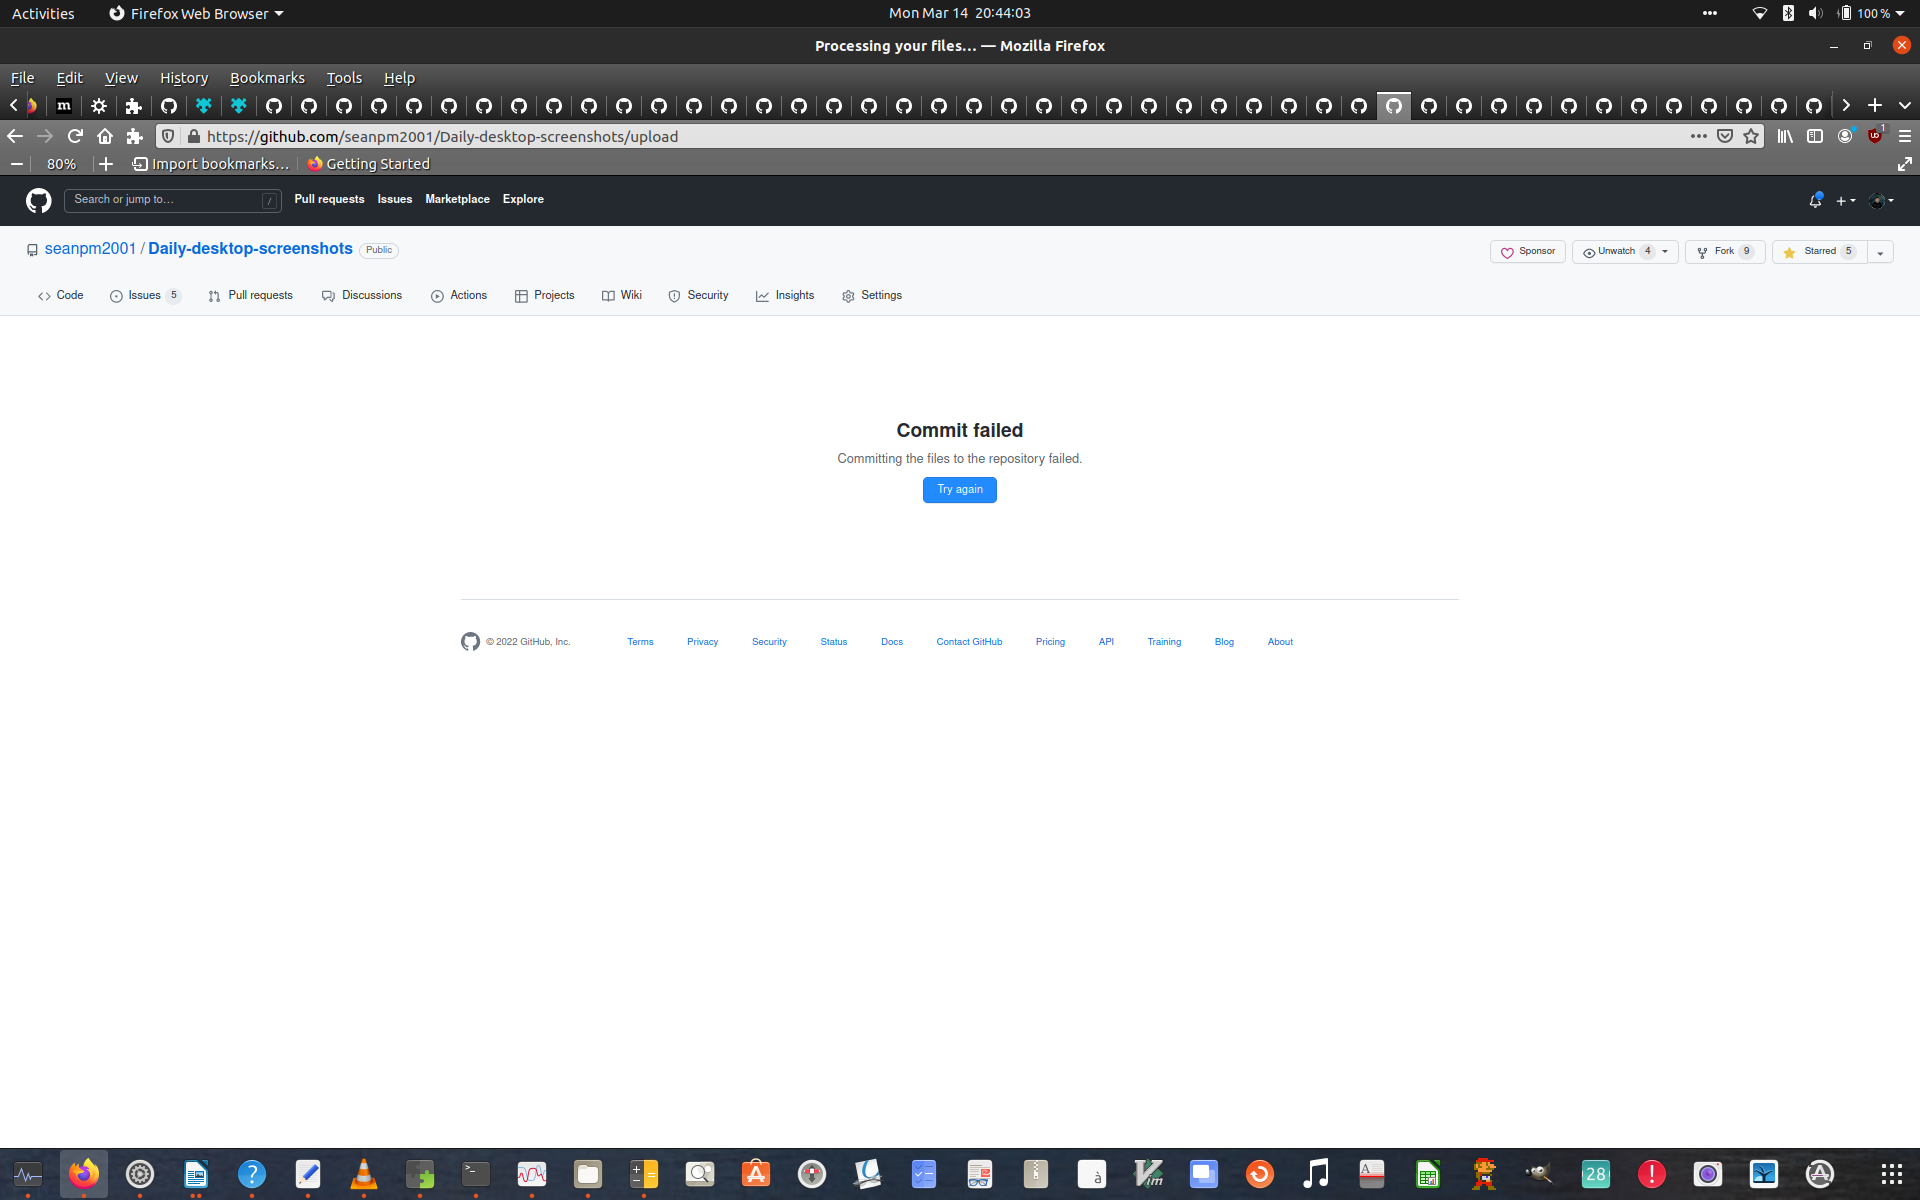 Activities Firefox Web Browser Mon Mar 14 20:44:03 100 %
Processing your files… — Mozilla Firefox
File Edit View History Bookmarks Tools Help
m
https://github.com/seanpm2001/Daily-desktop-screenshots/upload 1
80% Import bookmarks… Getting Started
Search or jump to… / Pull requests Issues Marketplace Explore
seanpm2001 / Daily-desktop-screenshots Public Sponsor Unwatch 4 Fork 9 Starred 5
Code Issues 5 Pull requests Discussions Actions Projects Wiki Security Insights Settings
Commit failed
Committing the files to the repository failed.
Try again
© 2022 GitHub, Inc. Terms Privacy Security Status Docs Contact GitHub Pricing API Training Blog About
28